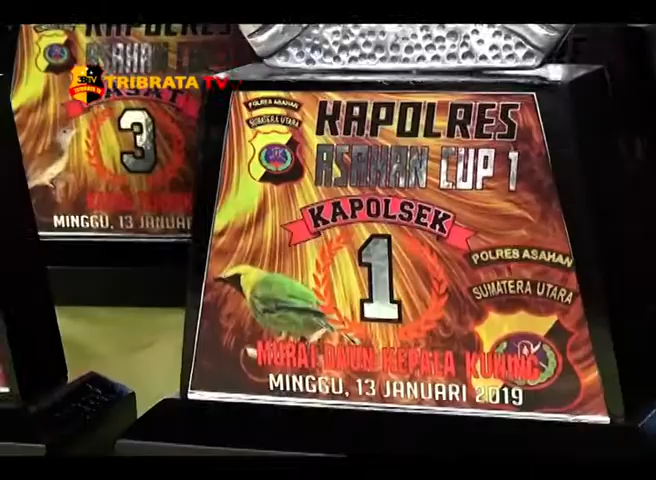 TRIBRATA TV
3
MINGGU, 13 JANUARI
POLRES ASAHAN
SUMATERA UTARA
KAPOLRES
ASAHAN CUP 1
KAPOLSEK
1
POLRES ASAHAN
SUMATERA UTARA
MURAI DAUN KEPALA KUNING
MINGGU, 13 JANUARI 2019